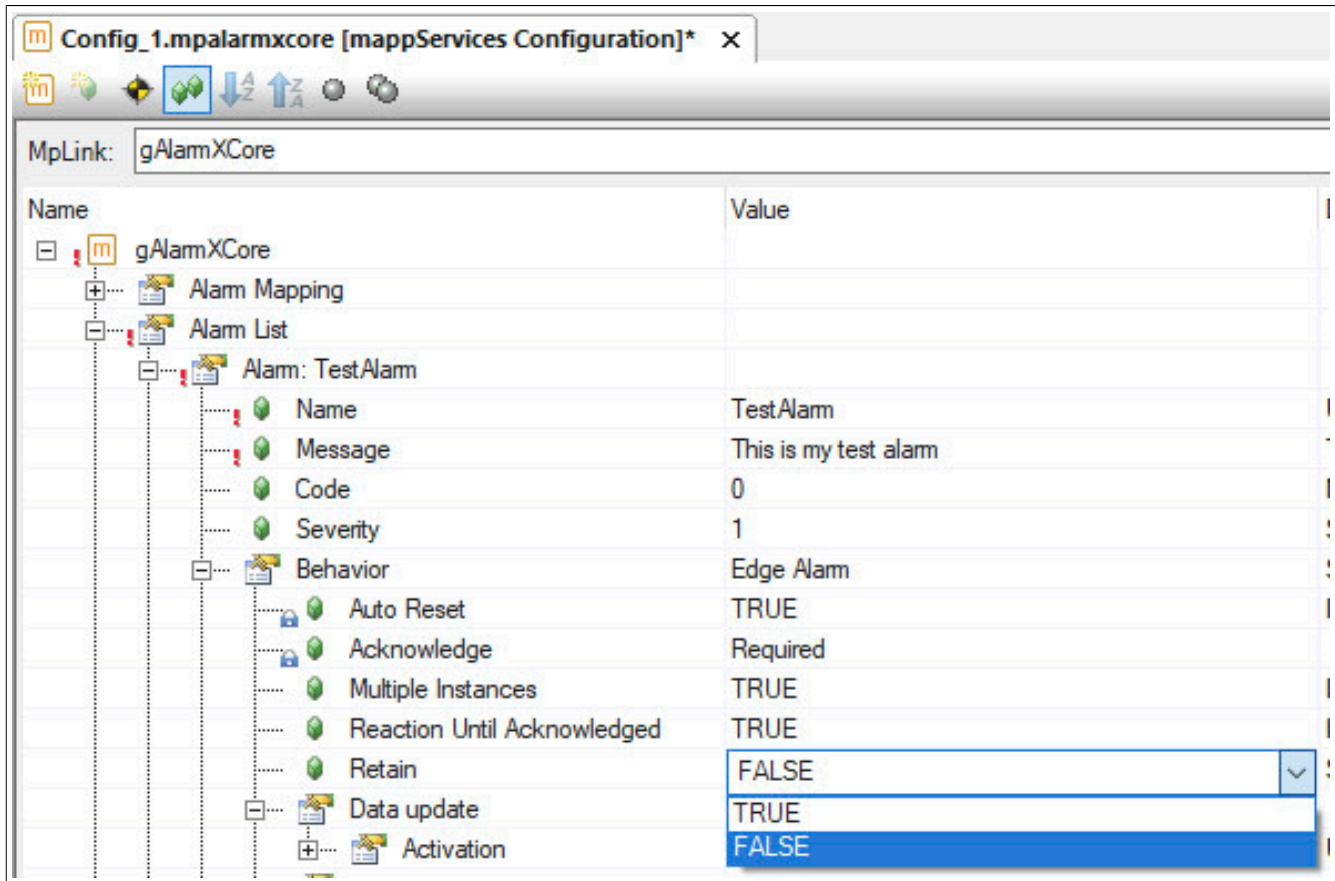 Config_1.mpalarmxcore [mappServices Configuration]* ×
MpLink: gAlarmXCore
Name Value
gAlarmXCore
Alarm Mapping
Alarm List
Alarm: TestAlarm
Name TestAlarm
Message This is my test alarm
Code 0
Severity 1
Behavior Edge Alarm
Auto Reset TRUE
Acknowledge Required
Multiple Instances TRUE
Reaction Until Acknowledged TRUE
Retain FALSE
Data update TRUE
Activation FALSE